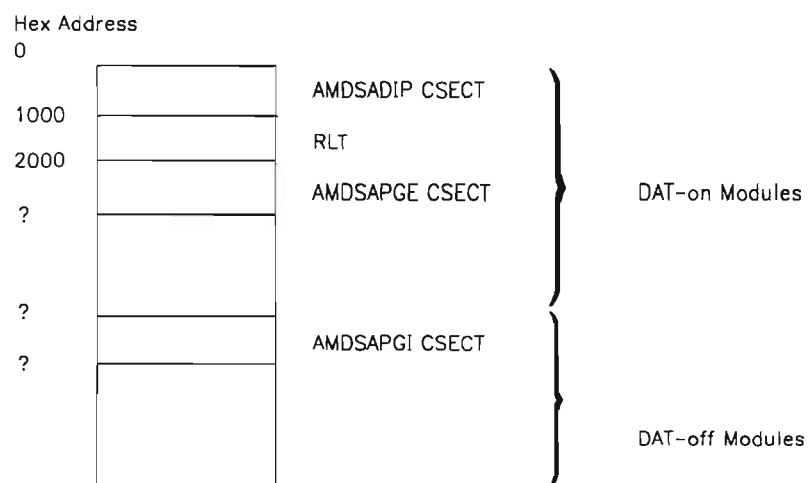 Hex Address
0
AMDSADIP CSECT
1000
RLT
2000
AMDSAPGE CSECT
DAT-on Modules
?
?
AMDSAPGI CSECT
?
DAT-off Modules